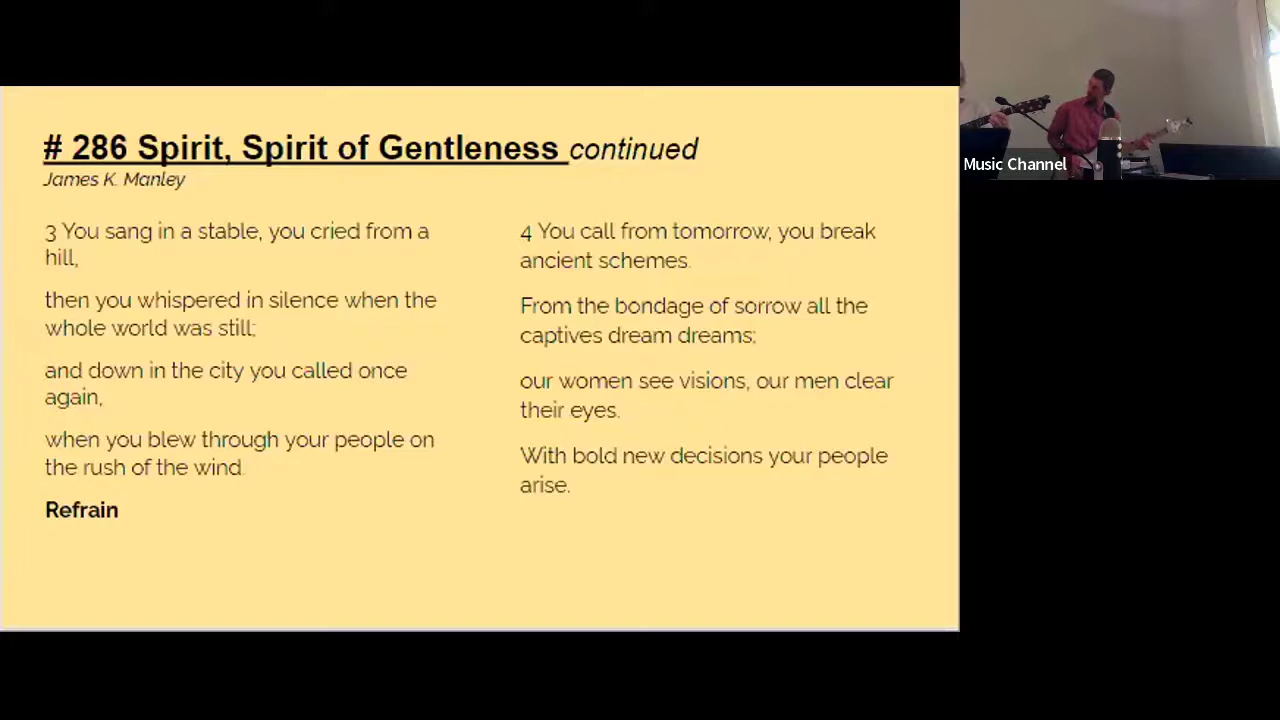 # 286 Spirit, Spirit of Gentleness continued
James K. Manley
3 You sang in a stable, you cried from a
hill,
then you whispered in silence when the
whole world was still;
and down in the city you called once
again,
when you blew through your people on
the rush of the wind.
Refrain
4 You call from tomorrow, you break
ancient schemes.
From the bondage of sorrow all the
captives dream dreams;
our women see visions, our men clear
their eyes.
With bold new decisions your people
arise.
Music Channel